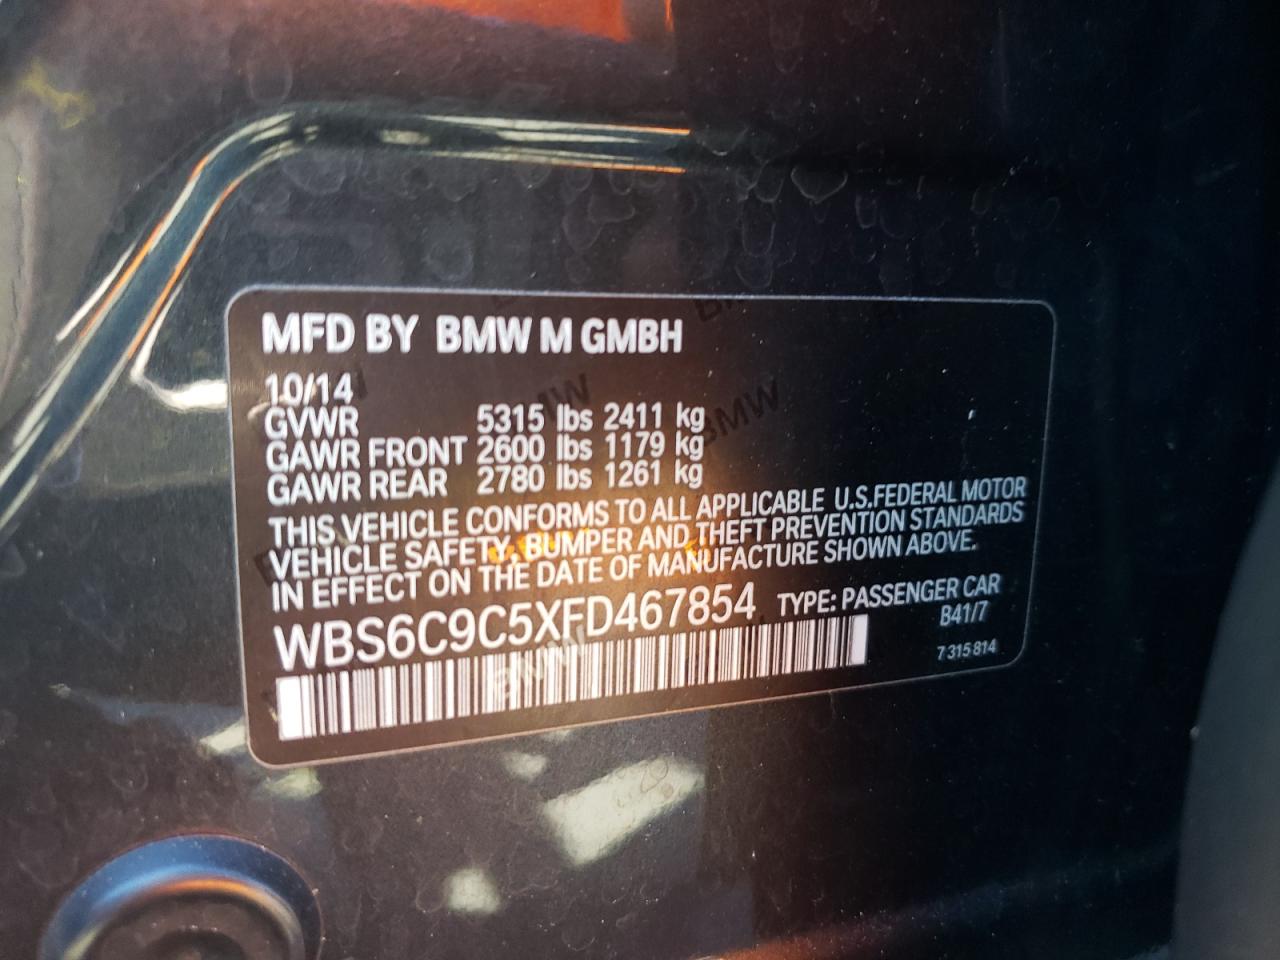 MFD BY BMW M GMBH
10/14
GVWR 5315 lbs 2411 kg
GAWR FRONT 2600 lbs 1179 kg
GAWR REAR 2780 lbs 1261 kg
THIS VEHICLE CONFORMS TO ALL APPLICABLE U.S.FEDERAL MOTOR
VEHICLE SAFETY, BUMPER AND THEFT PREVENTION STANDARDS
IN EFFECT ON THE DATE OF MANUFACTURE SHOWN ABOVE.
WBS6C9C5XFD467854 TYPE: PASSENGER CAR
B41/7
7 315 814